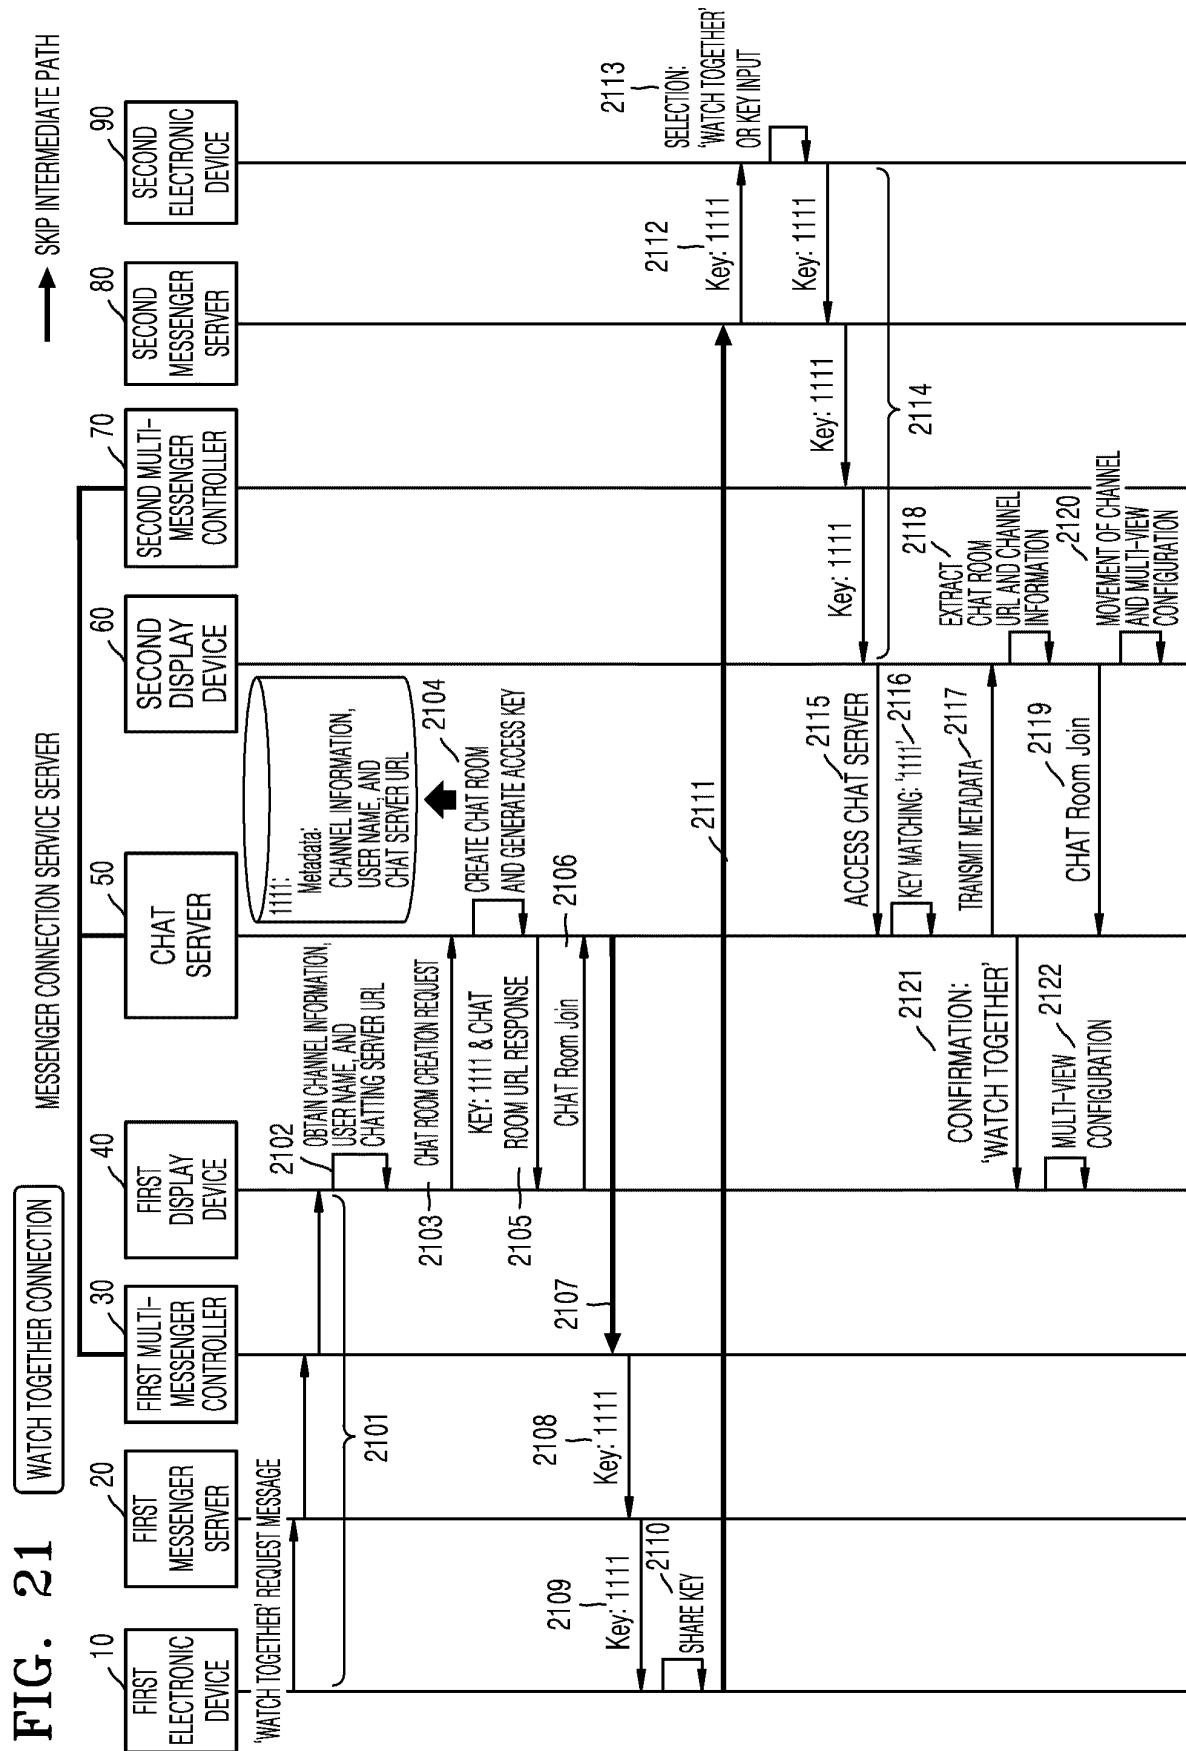 FIG. 21
WATCH TOGETHER CONNECTION
MESSENGER CONNECTION SERVICE SERVER
SKIP INTERMEDIATE PATH
10
FIRST
ELECTRONIC
DEVICE
20
FIRST
MESSENGER
SERVER
30
FIRST MULTI-
MESSENGER
CONTROLLER
40
FIRST
DISPLAY
DEVICE
50
CHAT
SERVER
60
SECOND
DISPLAY
DEVICE
70
SECOND MULTI-
MESSENGER
CONTROLLER
80
SECOND
MESSENGER
SERVER
90
SECOND
ELECTRONIC
DEVICE
'WATCH TOGETHER' REQUEST MESSAGE
2101
2102
OBTAIN CHANNEL INFORMATION,
USER NAME, AND
CHATTING SERVER URL
1111:
Metadata:
CHANNEL INFORMATION,
USER NAME, AND
CHAT SERVER URL
2103
CHAT ROOM CREATION REQUEST
2104
CREATE CHAT ROOM
AND GENERATE ACCESS KEY
KEY: 1111 & CHAT
ROOM URL RESPONSE
2105
CHAT Room Join
2106
2107
2108
Key: 1111
2109
Key: 1111
2110
SHARE KEY
2111
2112
Key: 1111
2113
SELECTION:
'WATCH TOGETHER'
OR KEY INPUT
Key: 1111
Key: 1111
Key: 1111
2114
ACCESS CHAT SERVER
2115
KEY MATCHING: '1111'
2116
TRANSMIT METADATA
2117
2118
EXTRACT
CHAT ROOM
URL AND CHANNEL
INFORMATION
CHAT Room Join
2119
2120
MOVEMENT OF CHANNEL
AND MULTI-VIEW
CONFIGURATION
2121
CONFIRMATION:
'WATCH TOGETHER'
2122
MULTI-VIEW
CONFIGURATION